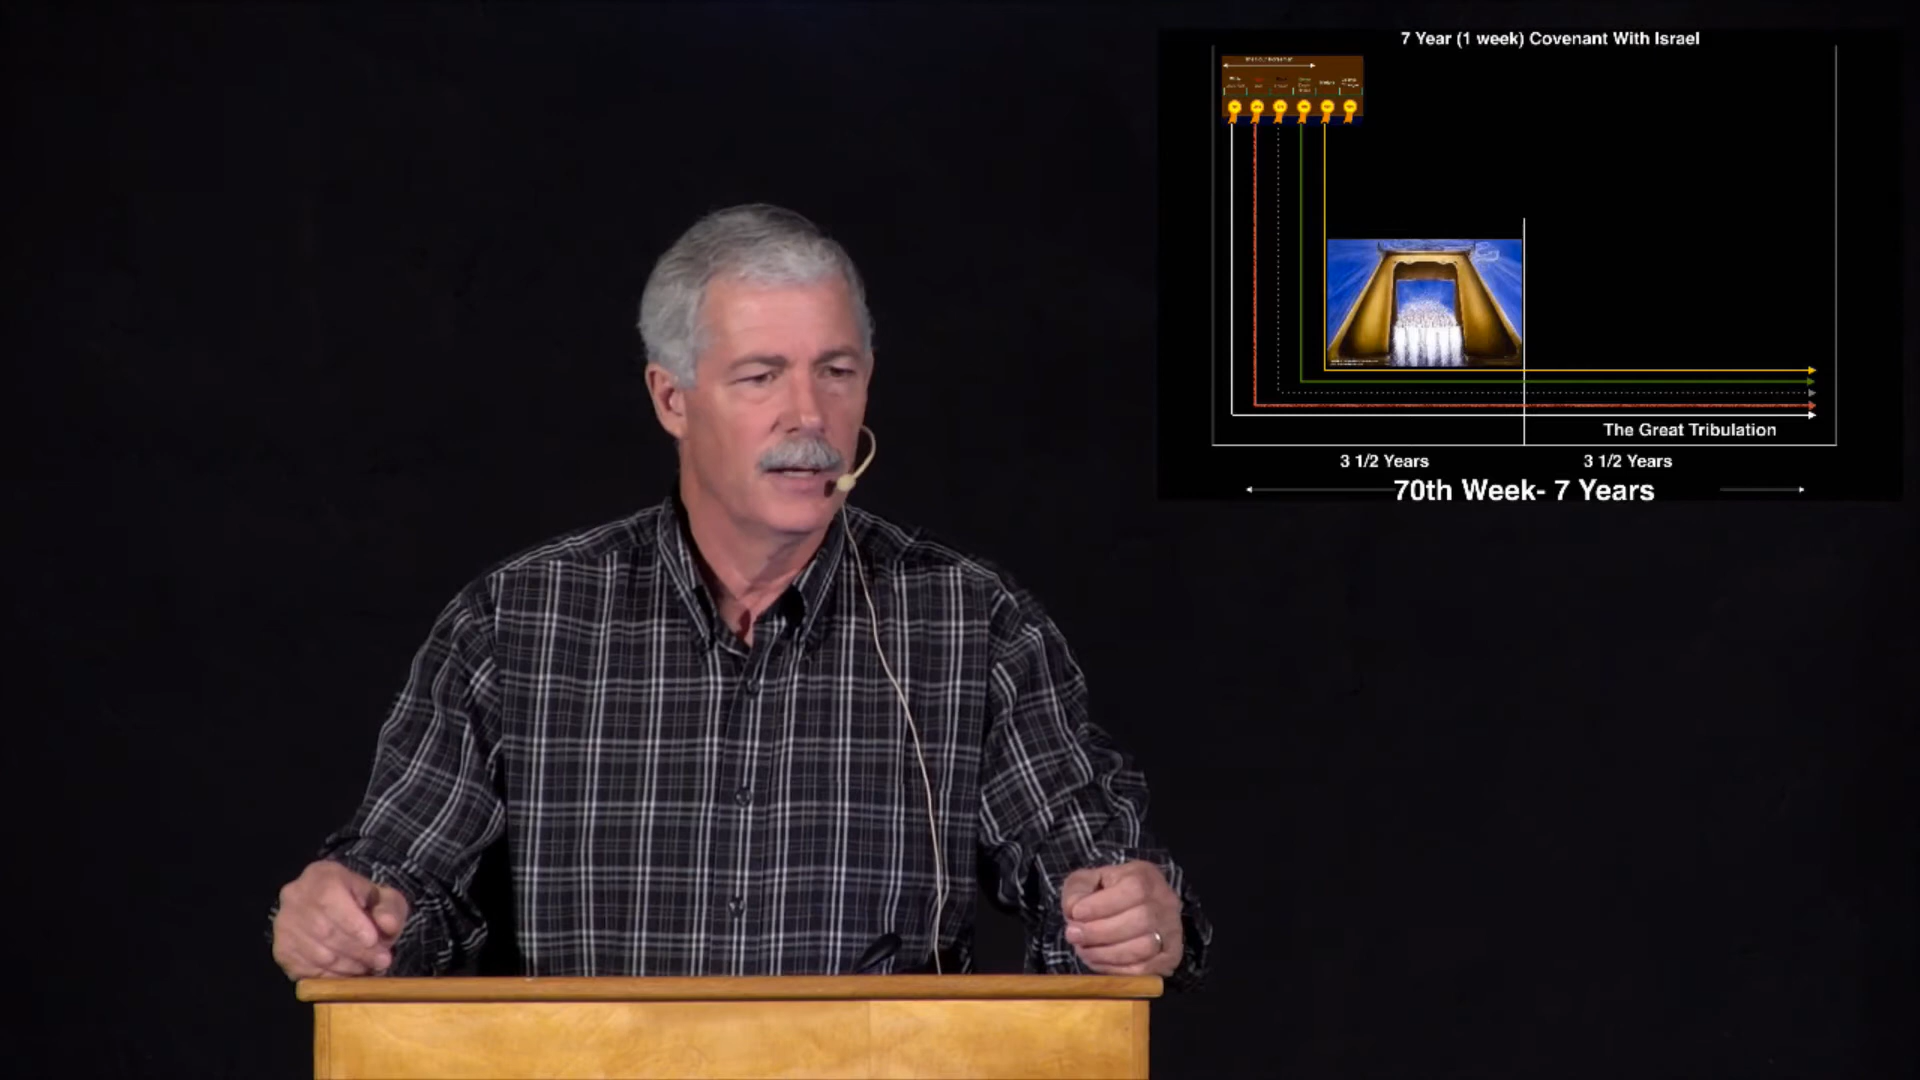 7 Year (1 week) Covenant With Israel
The Great Tribulation
3 1/2 Years
3 1/2 Years
70th Week- 7 Years